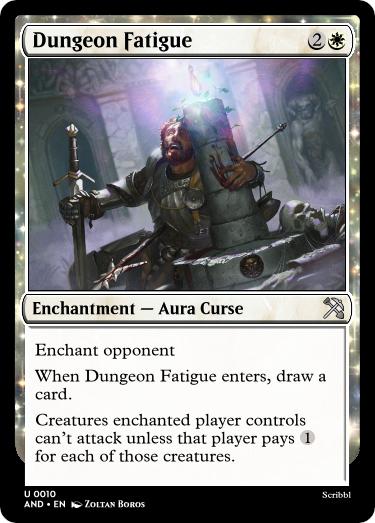 Dungeon Fatigue 2
Enchantment — Aura Curse
Enchant opponent
When Dungeon Fatigue enters, draw a
card.
Creatures enchanted player controls
can't attack unless that player pays 1
for each of those creatures.
U 0010 Scribbl
AND • EN Zoltan Boros